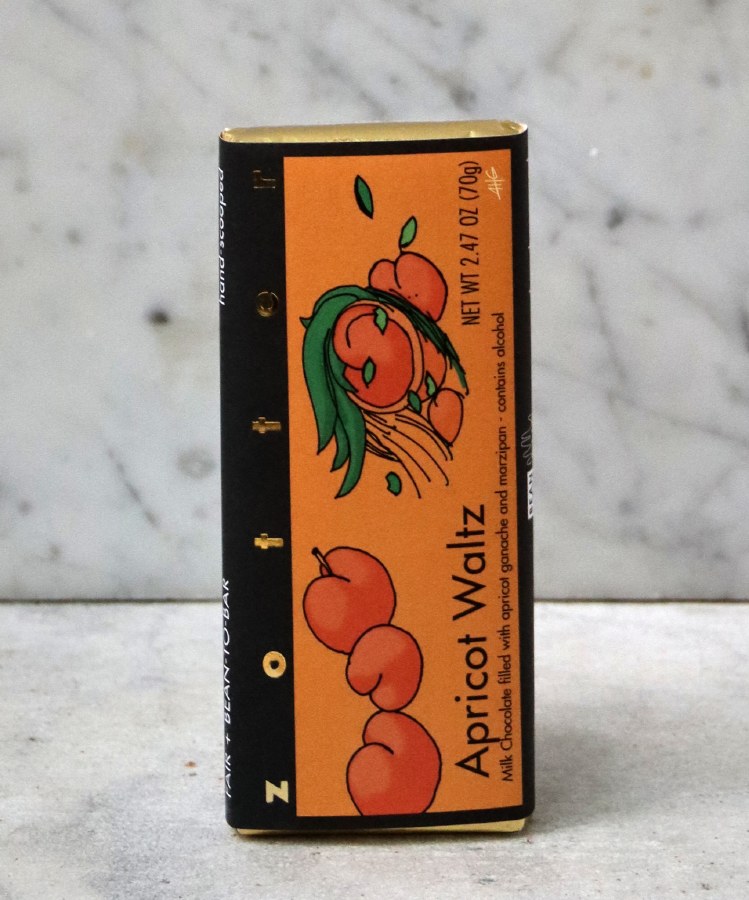 FAIR + BEAN-TO-BAR hand-scooped
zotter
NET WT 2.47 OZ (70g)
Apricot Waltz
Milk Chocolate filled with apricot ganache and marzipan - contains alcohol
AHG